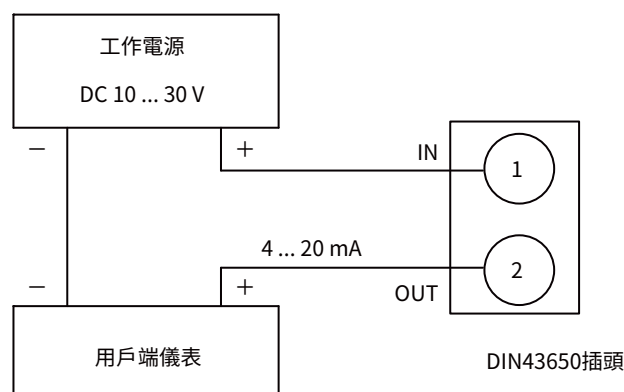 工作電源
DC 10 ... 30 V
－
＋
IN
1
4 ... 20 mA
2
－
＋
OUT
用戶端儀表
DIN43650插頭